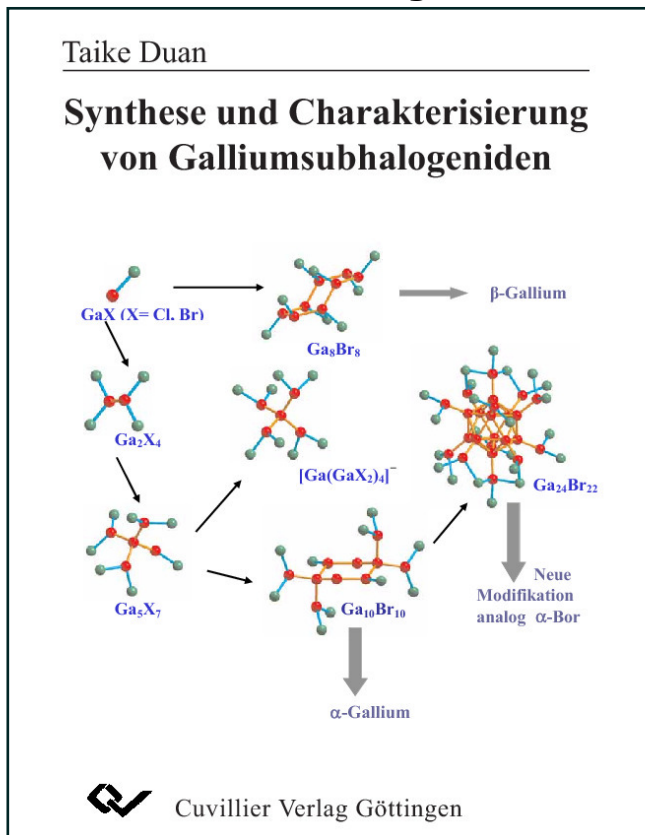 Taike Duan
Synthese und Charakterisierung
von Galliumsubhalogeniden
GaX (X= Cl, Br)
Ga₈Br₈
β-Gallium
Ga₂X₄
[Ga(GaX₂)₄]⁻
Ga₂₄Br₂₂
Ga₅X₇
Ga₁₀Br₁₀
Neue
Modifikation
analog α-Bor
α-Gallium
Cuvillier Verlag Göttingen